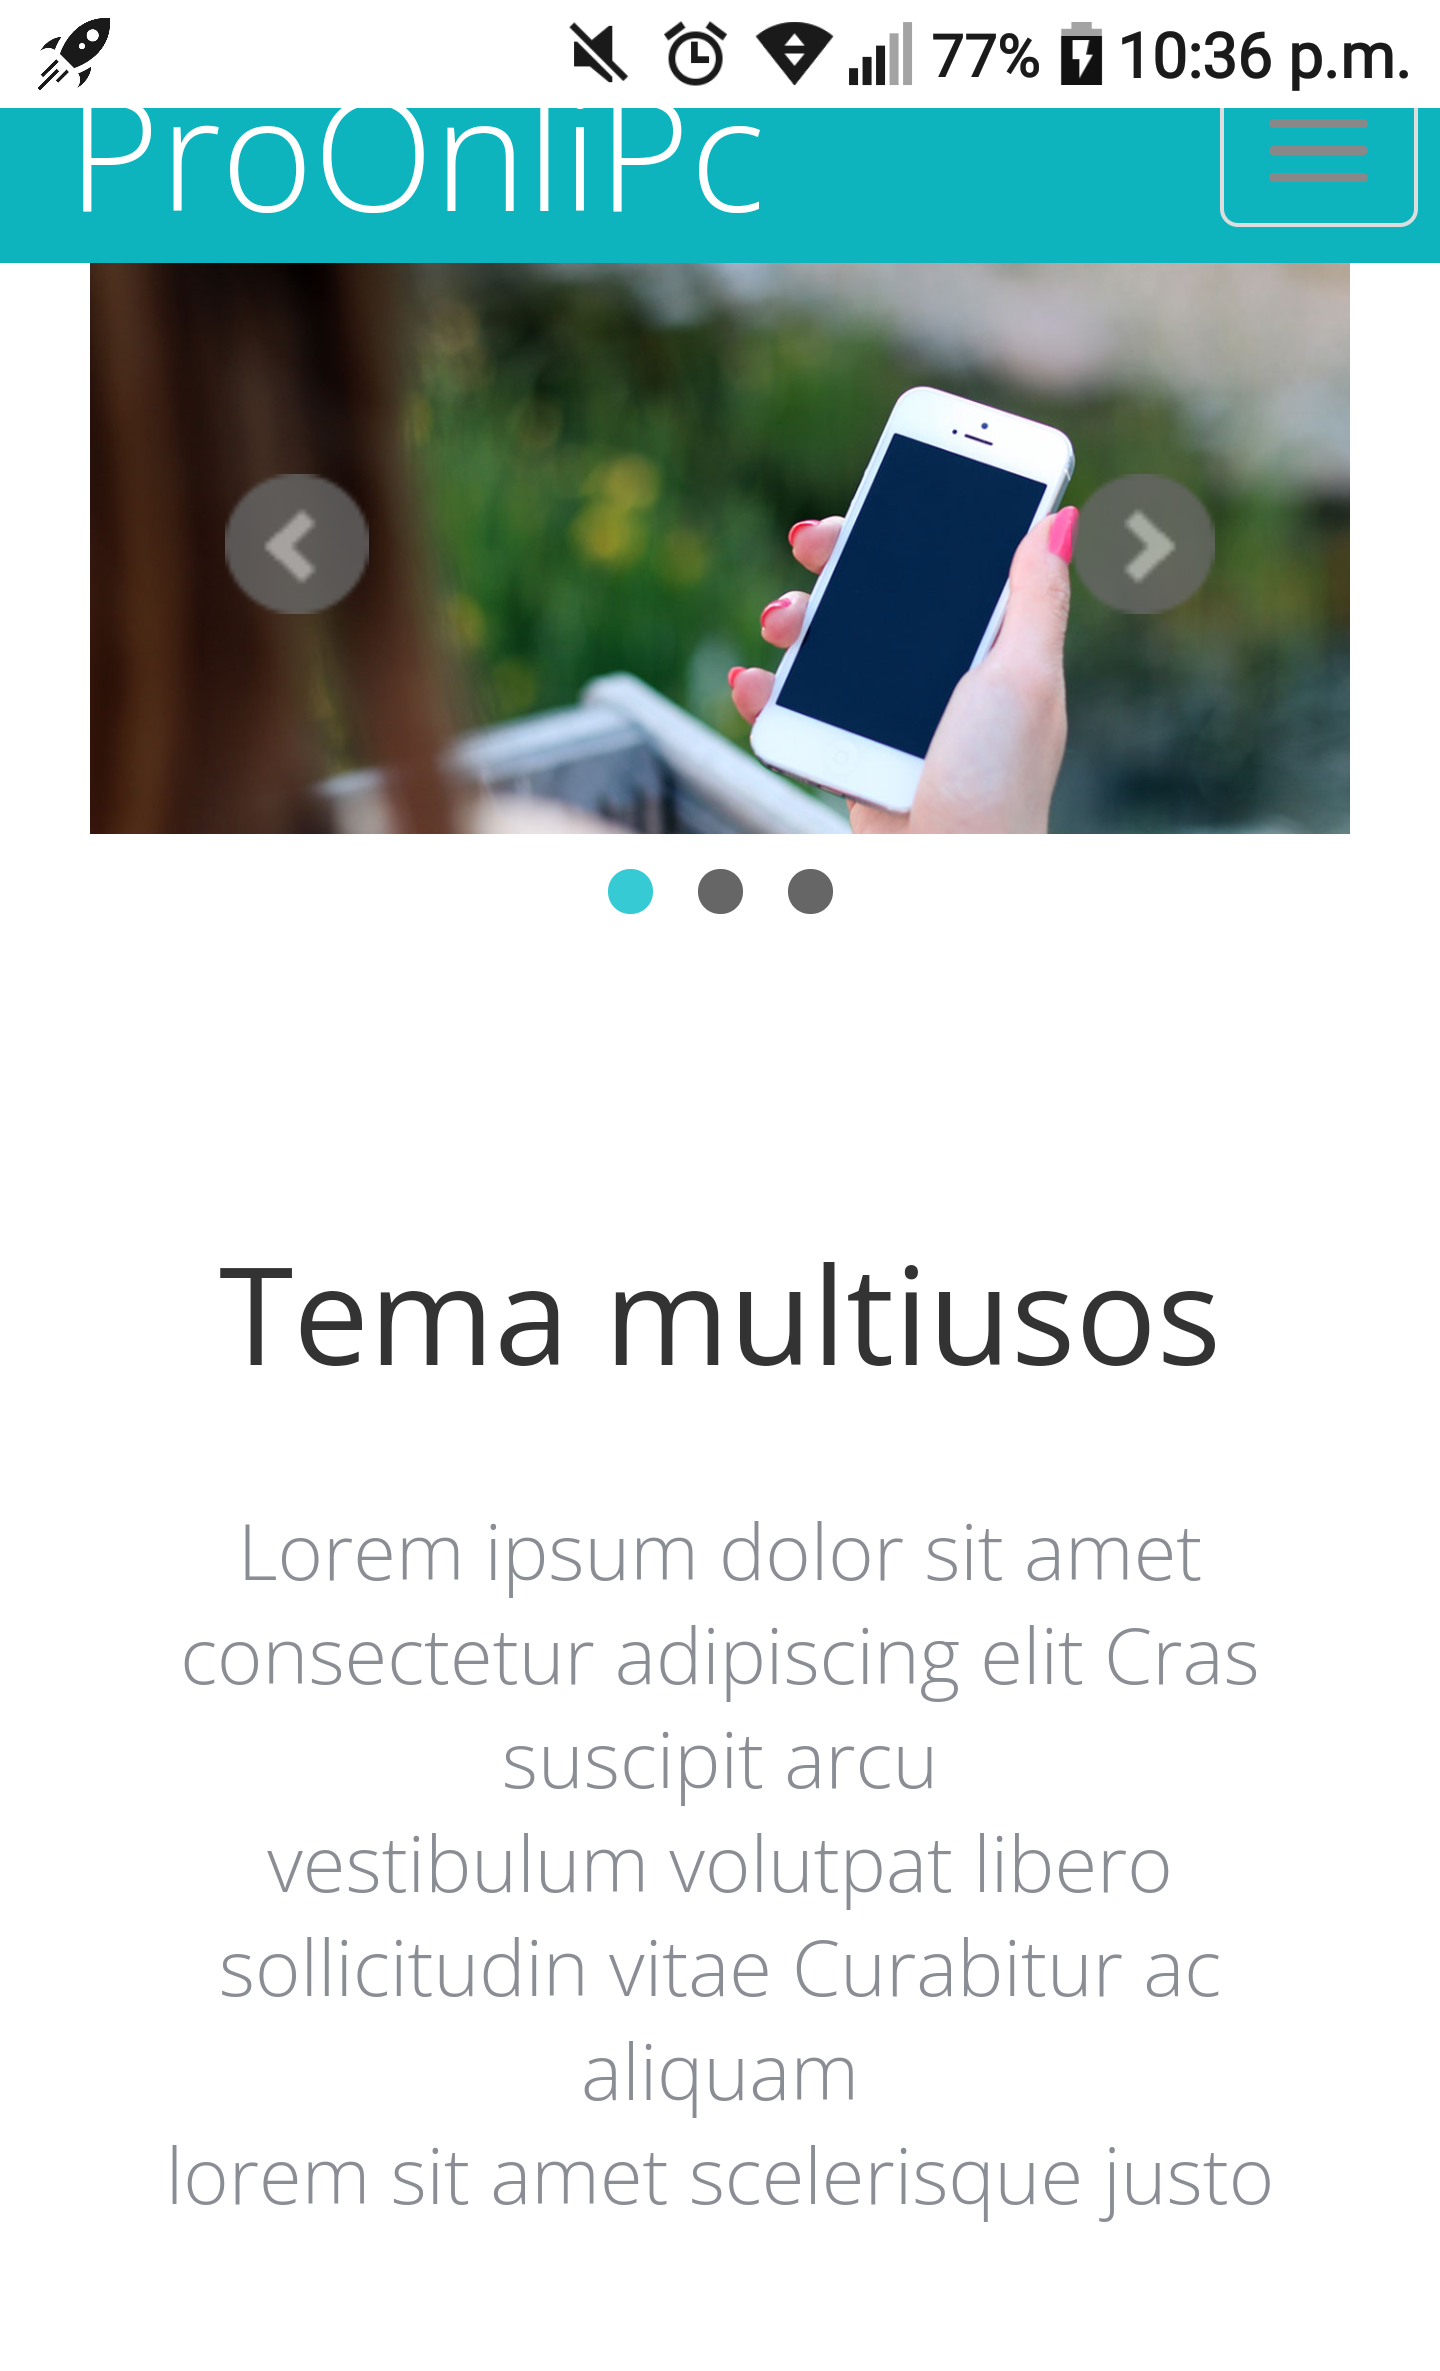 77% 10:36 p.m.
ProOnliPc
Tema multiusos
Lorem ipsum dolor sit amet
consectetur adipiscing elit Cras
suscipit arcu
vestibulum volutpat libero
sollicitudin vitae Curabitur ac
aliquam
lorem sit amet scelerisque justo